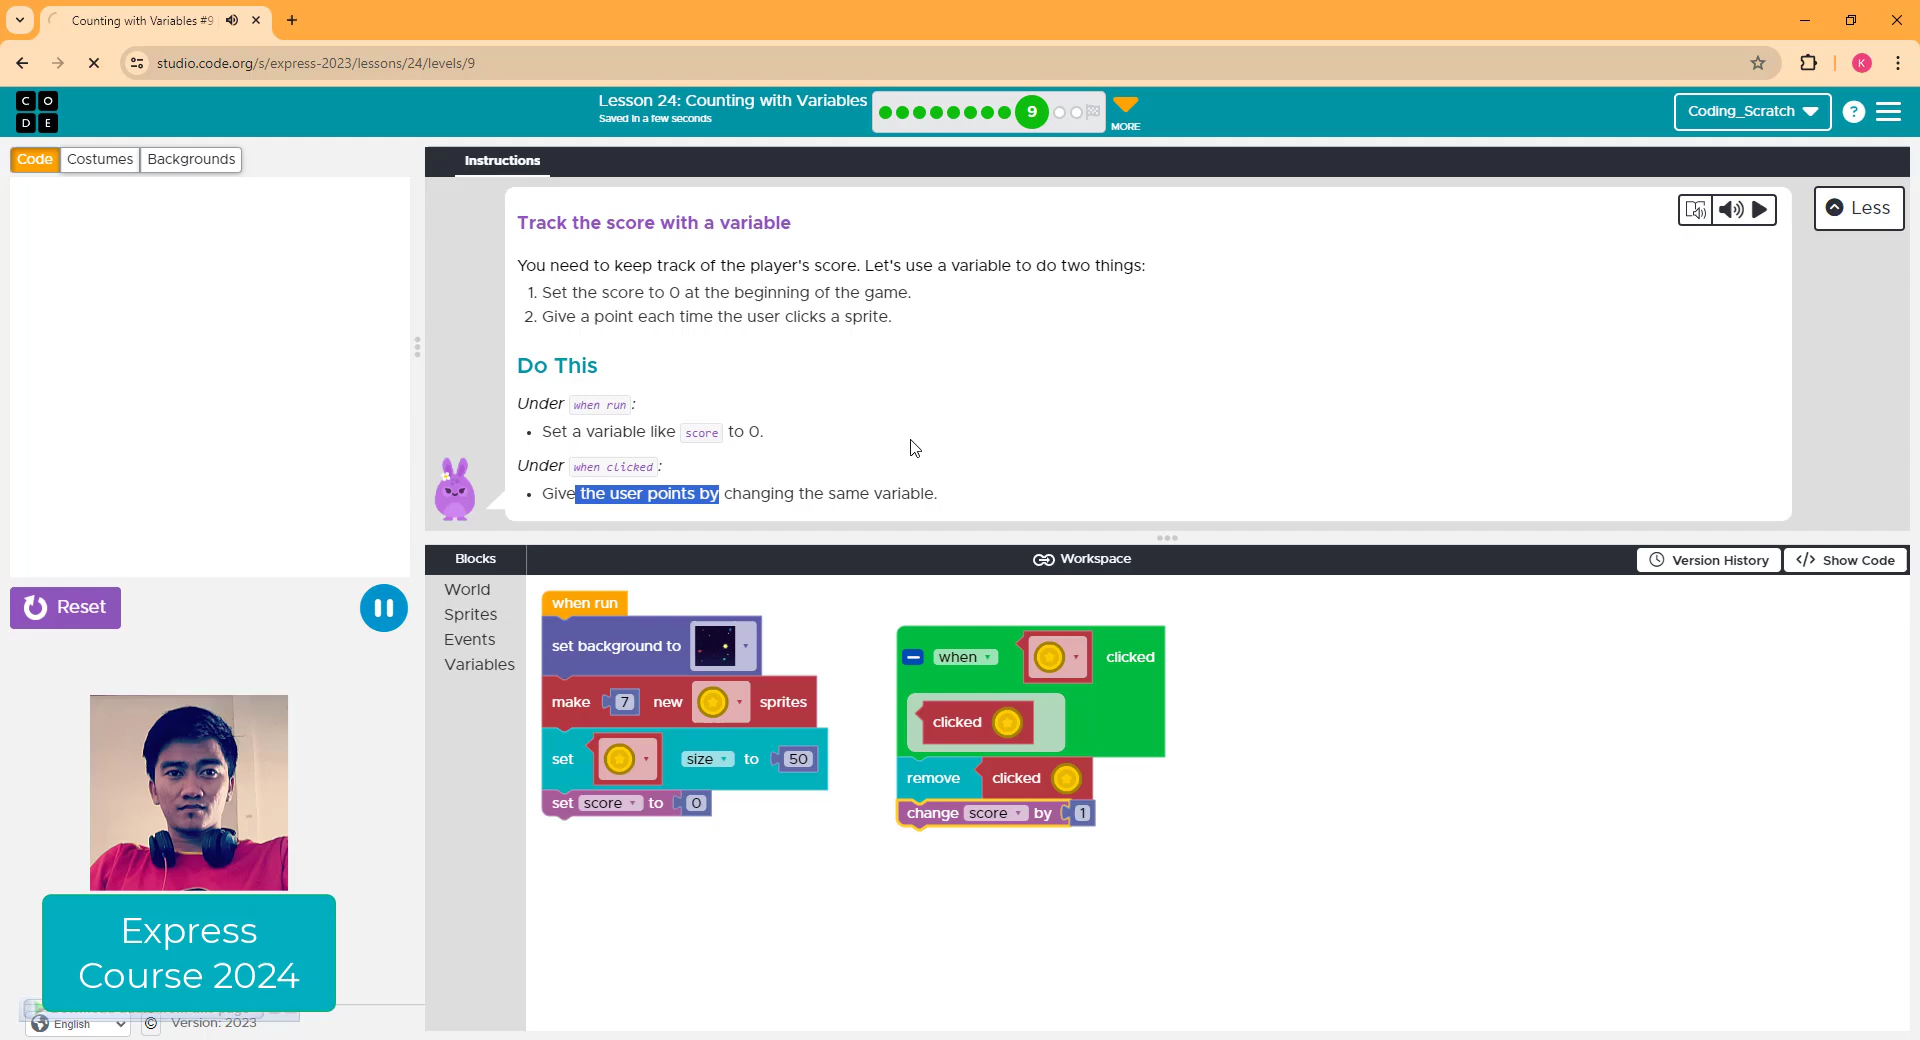 Counting with Variables #9
studio.code.org/s/express-2023/lessons/24/levels/9
K
CODE
Lesson 24: Counting with Variables
Saved in a few seconds
9
MORE
Coding_Scratch
?
Code
Costumes
Backgrounds
Instructions
Track the score with a variable
Less
You need to keep track of the player's score. Let's use a variable to do two things:
1. Set the score to 0 at the beginning of the game.
2. Give a point each time the user clicks a sprite.
Do This
Under when run:
• Set a variable like score to 0.
Under when clicked:
• Give the user points by changing the same variable.
Blocks
Workspace
Version History
</> Show Code
World
Sprites
Events
Variables
Reset
when run
set background to
make 7 new sprites
set size to 50
set score to 0
when clicked
clicked
remove clicked
change score by 1
Express
Course 2024
English
© Version: 2023